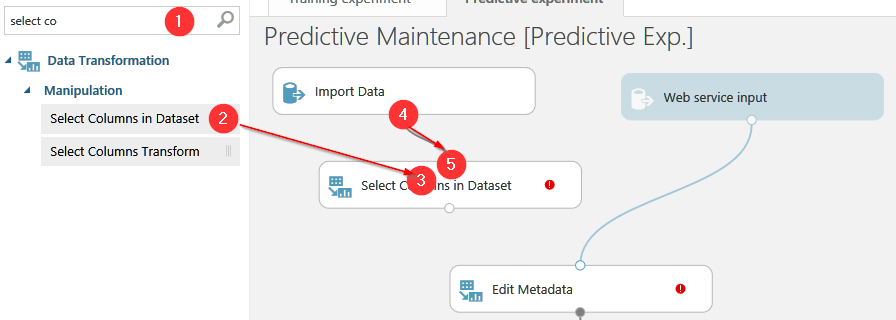 Training experiment
Predictive experiment
select co
1
Data Transformation
Manipulation
Select Columns in Dataset
2
Select Columns Transform
Predictive Maintenance [Predictive Exp.]
Import Data
4
Web service input
5
3
Select Columns in Dataset
Edit Metadata